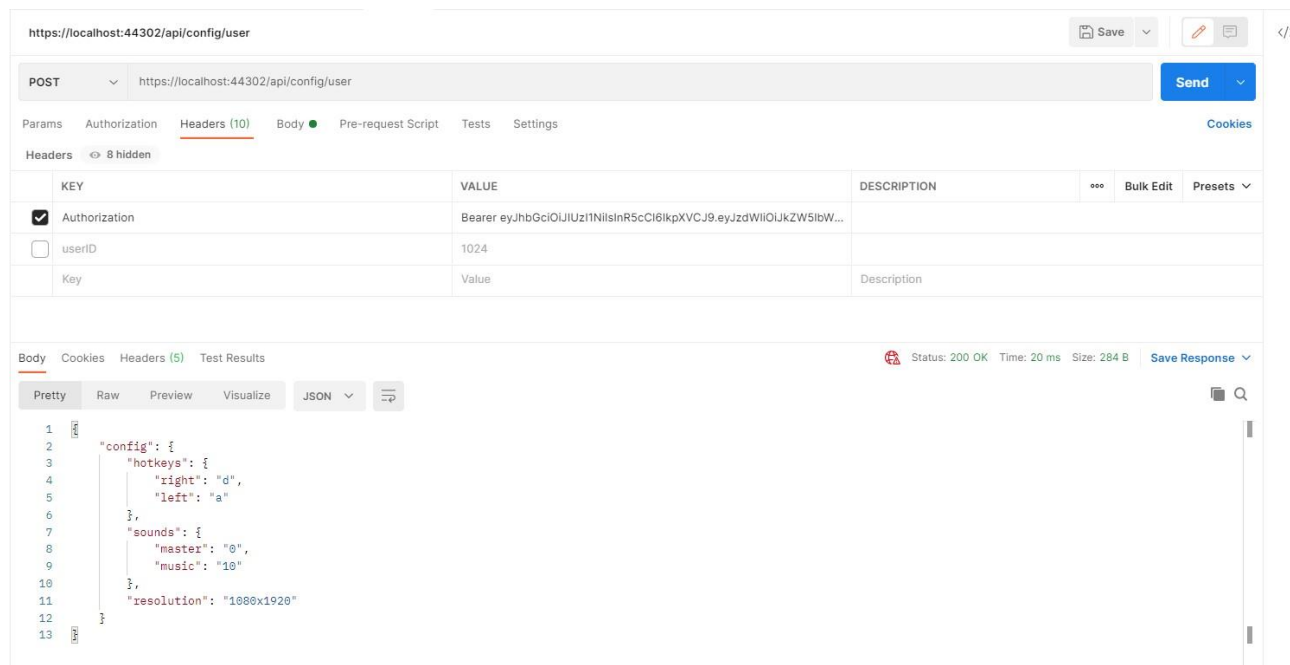 https://localhost:44302/api/config/user Save </>
POST https://localhost:44302/api/config/user Send
Params Authorization Headers (10) Body Pre-request Script Tests Settings Cookies
Headers 8 hidden
KEY VALUE DESCRIPTION ooo Bulk Edit Presets
Authorization Bearer eyJhbGciOiJIUzI1NiIsInR5cCI6IkpXVCJ9.eyJzdWIiOiJkZW5lbW...
userID 1024
Key Value Description
Body Cookies Headers (5) Test Results Status: 200 OK Time: 20 ms Size: 284 B Save Response
Pretty Raw Preview Visualize JSON
1 {
2 "config": {
3 "hotkeys": {
4 "right": "d",
5 "left": "a"
6 },
7 "sounds": {
8 "master": "0",
9 "music": "10"
10 },
11 "resolution": "1080x1920"
12 }
13 }